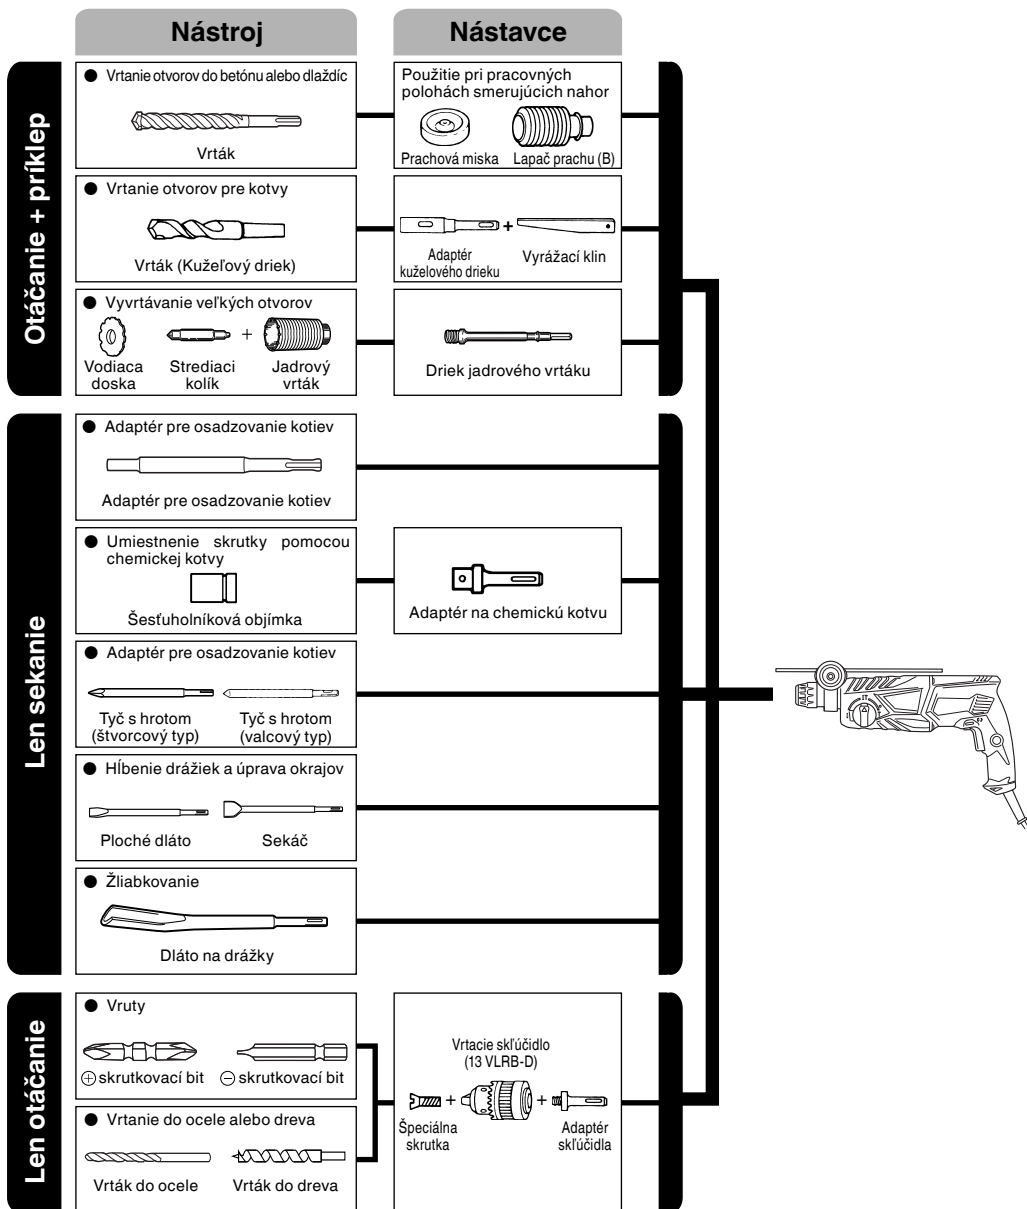 Nástroj
Nástavce
Otáčanie + príklep
● Vrtanie otvorov do betónu alebo dlaždíc
Vrták
Použitie pri pracovných
polohách smerujúcich nahor
Prachová miska
Lapač prachu (B)
● Vrtanie otvorov pre kotvy
Vrták (Kužeľový driek)
+
Adaptér
kuželového drieku
Vyrážací klin
● Vyvrtávanie veľkých otvorov
+
Vodiaca
doska
Strediaci
kolík
Jadrový
vrták
Driek jadrového vrtáku
Len sekanie
● Adaptér pre osadzovanie kotiev
Adaptér pre osadzovanie kotiev
● Umiestnenie skrutky pomocou
chemickej kotvy
Šesťuholníková objímka
Adaptér na chemickú kotvu
● Adaptér pre osadzovanie kotiev
Tyč s hrotom
(štvorcový typ)
Tyč s hrotom
(valcový typ)
● Hĺbenie drážiek a úprava okrajov
Ploché dláto
Sekáč
● Žliabkovanie
Dláto na drážky
Len otáčanie
● Vruty
⊕ skrutkovací bit
⊖ skrutkovací bit
● Vrtanie do ocele alebo dreva
Vrták do ocele
Vrták do dreva
Vrtacie skľúčidlo
(13 VLRB-D)
+
+
Špeciálna
skrutka
Adaptér
skľúčidla